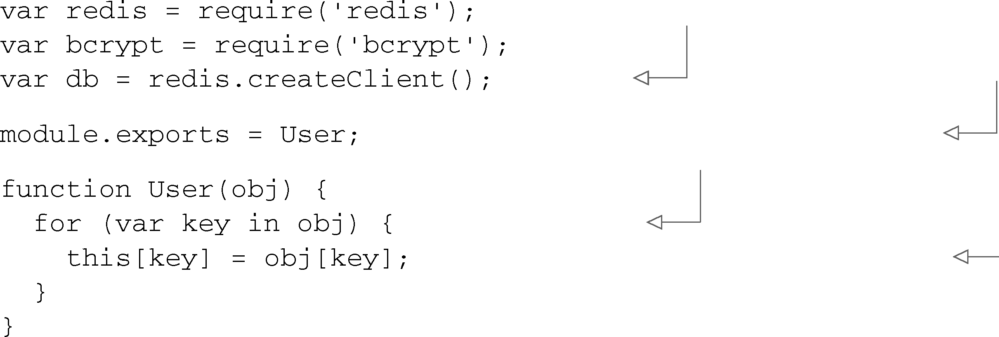 var redis = require('redis');
var bcrypt = require('bcrypt');
var db = redis.createClient();
module.exports = User;
function User(obj) {
  for (var key in obj) {
    this[key] = obj[key];
  }
}